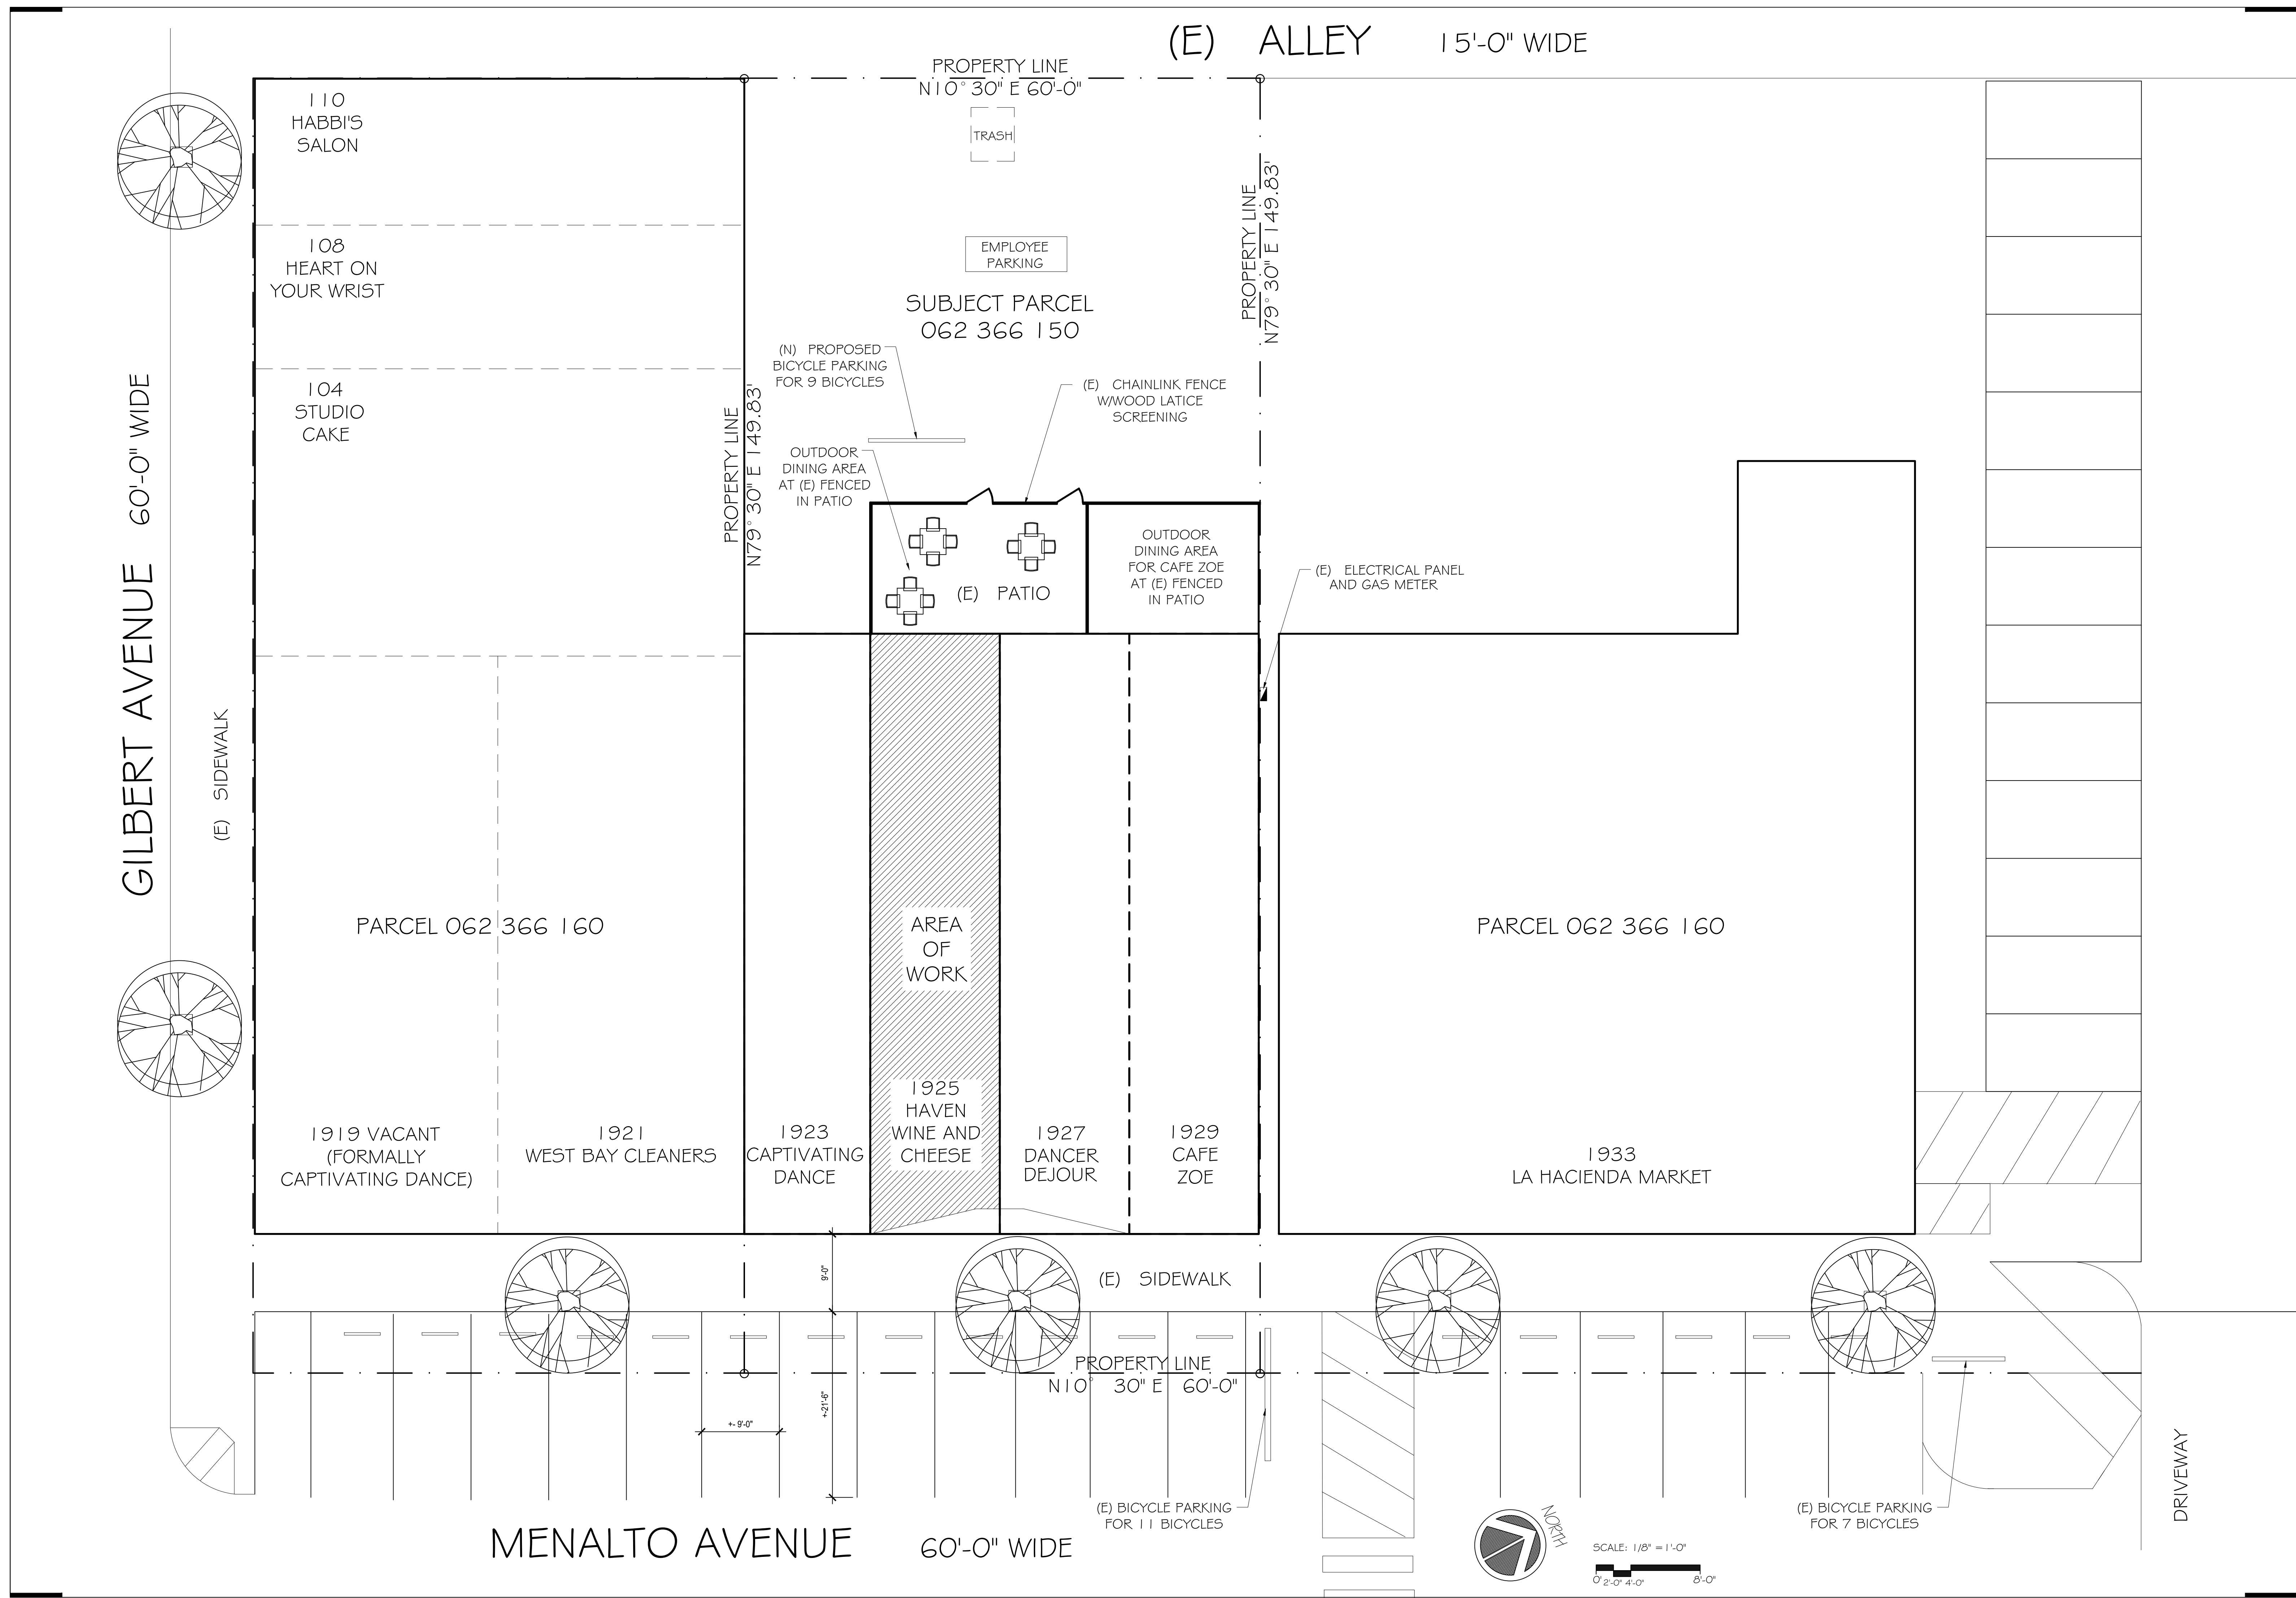 (E) ALLEY 15'-0" WIDE
PROPERTY LINE
N10°30" E 60'-0"
TRASH
110
HABBI'S
SALON
108
HEART ON
YOUR WRIST
104
STUDIO
CAKE
EMPLOYEE
PARKING
SUBJECT PARCEL
062 366 150
PROPERTY LINE
N79°30" E 149.83'
(N) PROPOSED
BICYCLE PARKING
FOR 9 BICYCLES
(E) CHAINLINK FENCE
W/WOOD LATICE
SCREENING
PROPERTY LINE
N79°30" E 149.83'
OUTDOOR
DINING AREA
AT (E) FENCED
IN PATIO
(E) PATIO
OUTDOOR
DINING AREA
FOR CAFE ZOE
AT (E) FENCED
IN PATIO
(E) ELECTRICAL PANEL
AND GAS METER
GILBERT AVENUE 60'-0" WIDE
(E) SIDEWALK
PARCEL 062 366 160
AREA
OF
WORK
PARCEL 062 366 160
1919 VACANT
(FORMALLY
CAPTIVATING DANCE)
1921
WEST BAY CLEANERS
1923
CAPTIVATING
DANCE
1925
HAVEN
WINE AND
CHEESE
1927
DANCER
DEJOUR
1929
CAFE
ZOE
1933
LA HACIENDA MARKET
9'-0"
(E) SIDEWALK
PROPERTY LINE
N10° 30" E 60'-0"
+-21'-6"
+- 9'-0"
(E) BICYCLE PARKING
FOR 11 BICYCLES
(E) BICYCLE PARKING
FOR 7 BICYCLES
DRIVEWAY
MENALTO AVENUE 60'-0" WIDE
NORTH
SCALE: 1/8" =1'-0"
0' 2'-0" 4'-0" 8'-0"